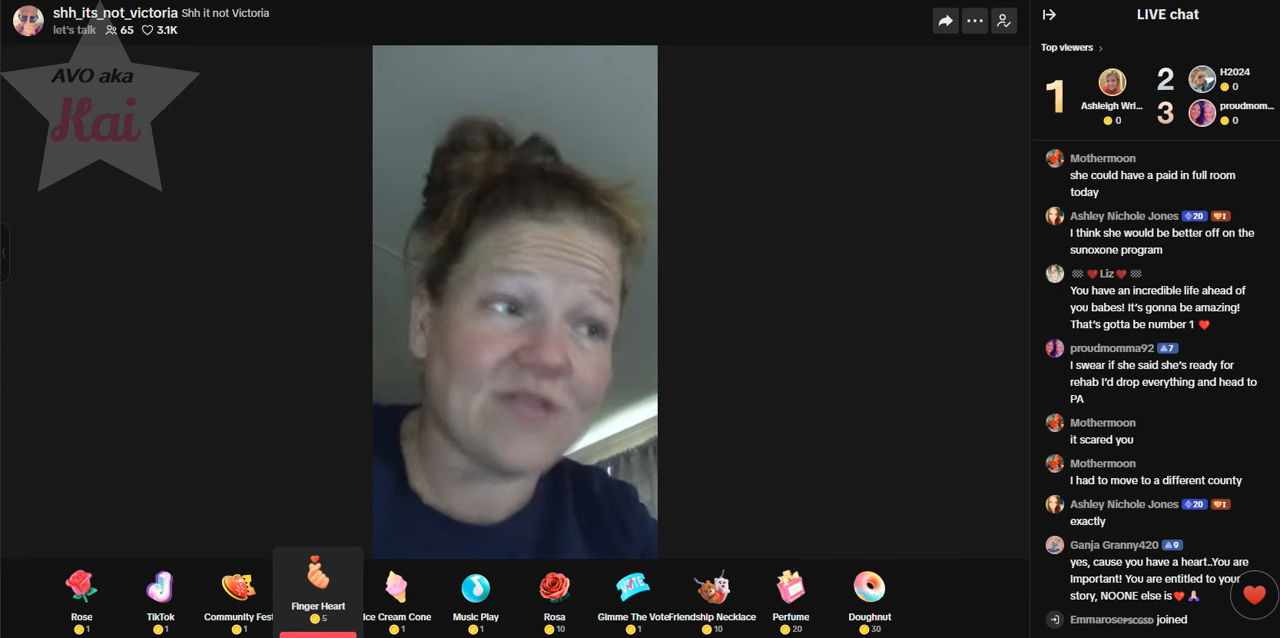 shh_its_not_victoria Shh it not Victoria
let's talk 65 3.1K
AVO aka
Kai
LIVE chat
Top viewers
1 Ashleigh Wri... 0
2 H2024 0
3 proudmom... 0
Mothermoon
she could have a paid in full room
today
Ashley Nichole Jones 20 I
I think she would be better off on the
sunoxone program
Liz
You have an incredible life ahead of
you babes! It's gonna be amazing!
That's gotta be number 1
proudmomma92 7
I swear if she said she's ready for
rehab I'd drop everything and head to
PA
Mothermoon
it scared you
Mothermoon
I had to move to a different county
Ashley Nichole Jones 20 I
exactly
Ganja Granny420 9
yes, cause you have a heart..You are
Important! You are entitled to your
story, NOONE else is
EmmarosePSCGSD joined
Rose TikTok Community Fest Finger Heart Ice Cream Cone Music Play Rosa Gimme The Vote Friendship Necklace Perfume Doughnut
1 1 1 5 1 1 10 1 10 20 30